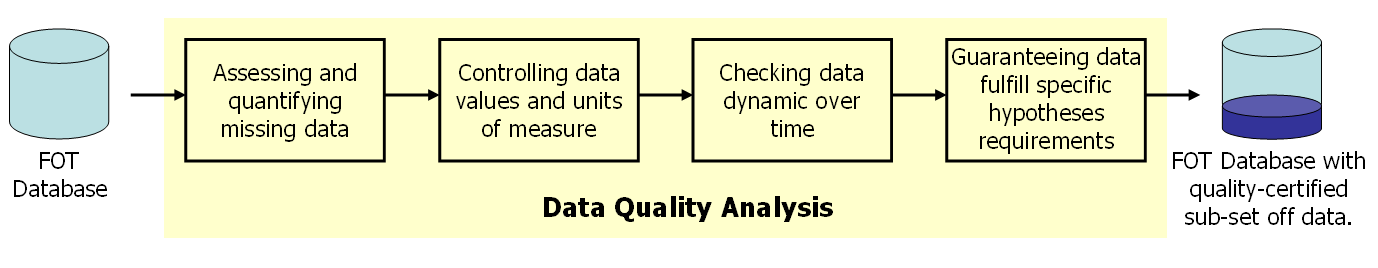 FOT
Database
Assessing and
quantifying
missing data
Controlling data
values and units
of measure
Checking data
dynamic over
time
Guaranteeing data
fulfill specific
hypotheses
requirements
FOT Database with
quality-certified
sub-set off data.
Data Quality Analysis